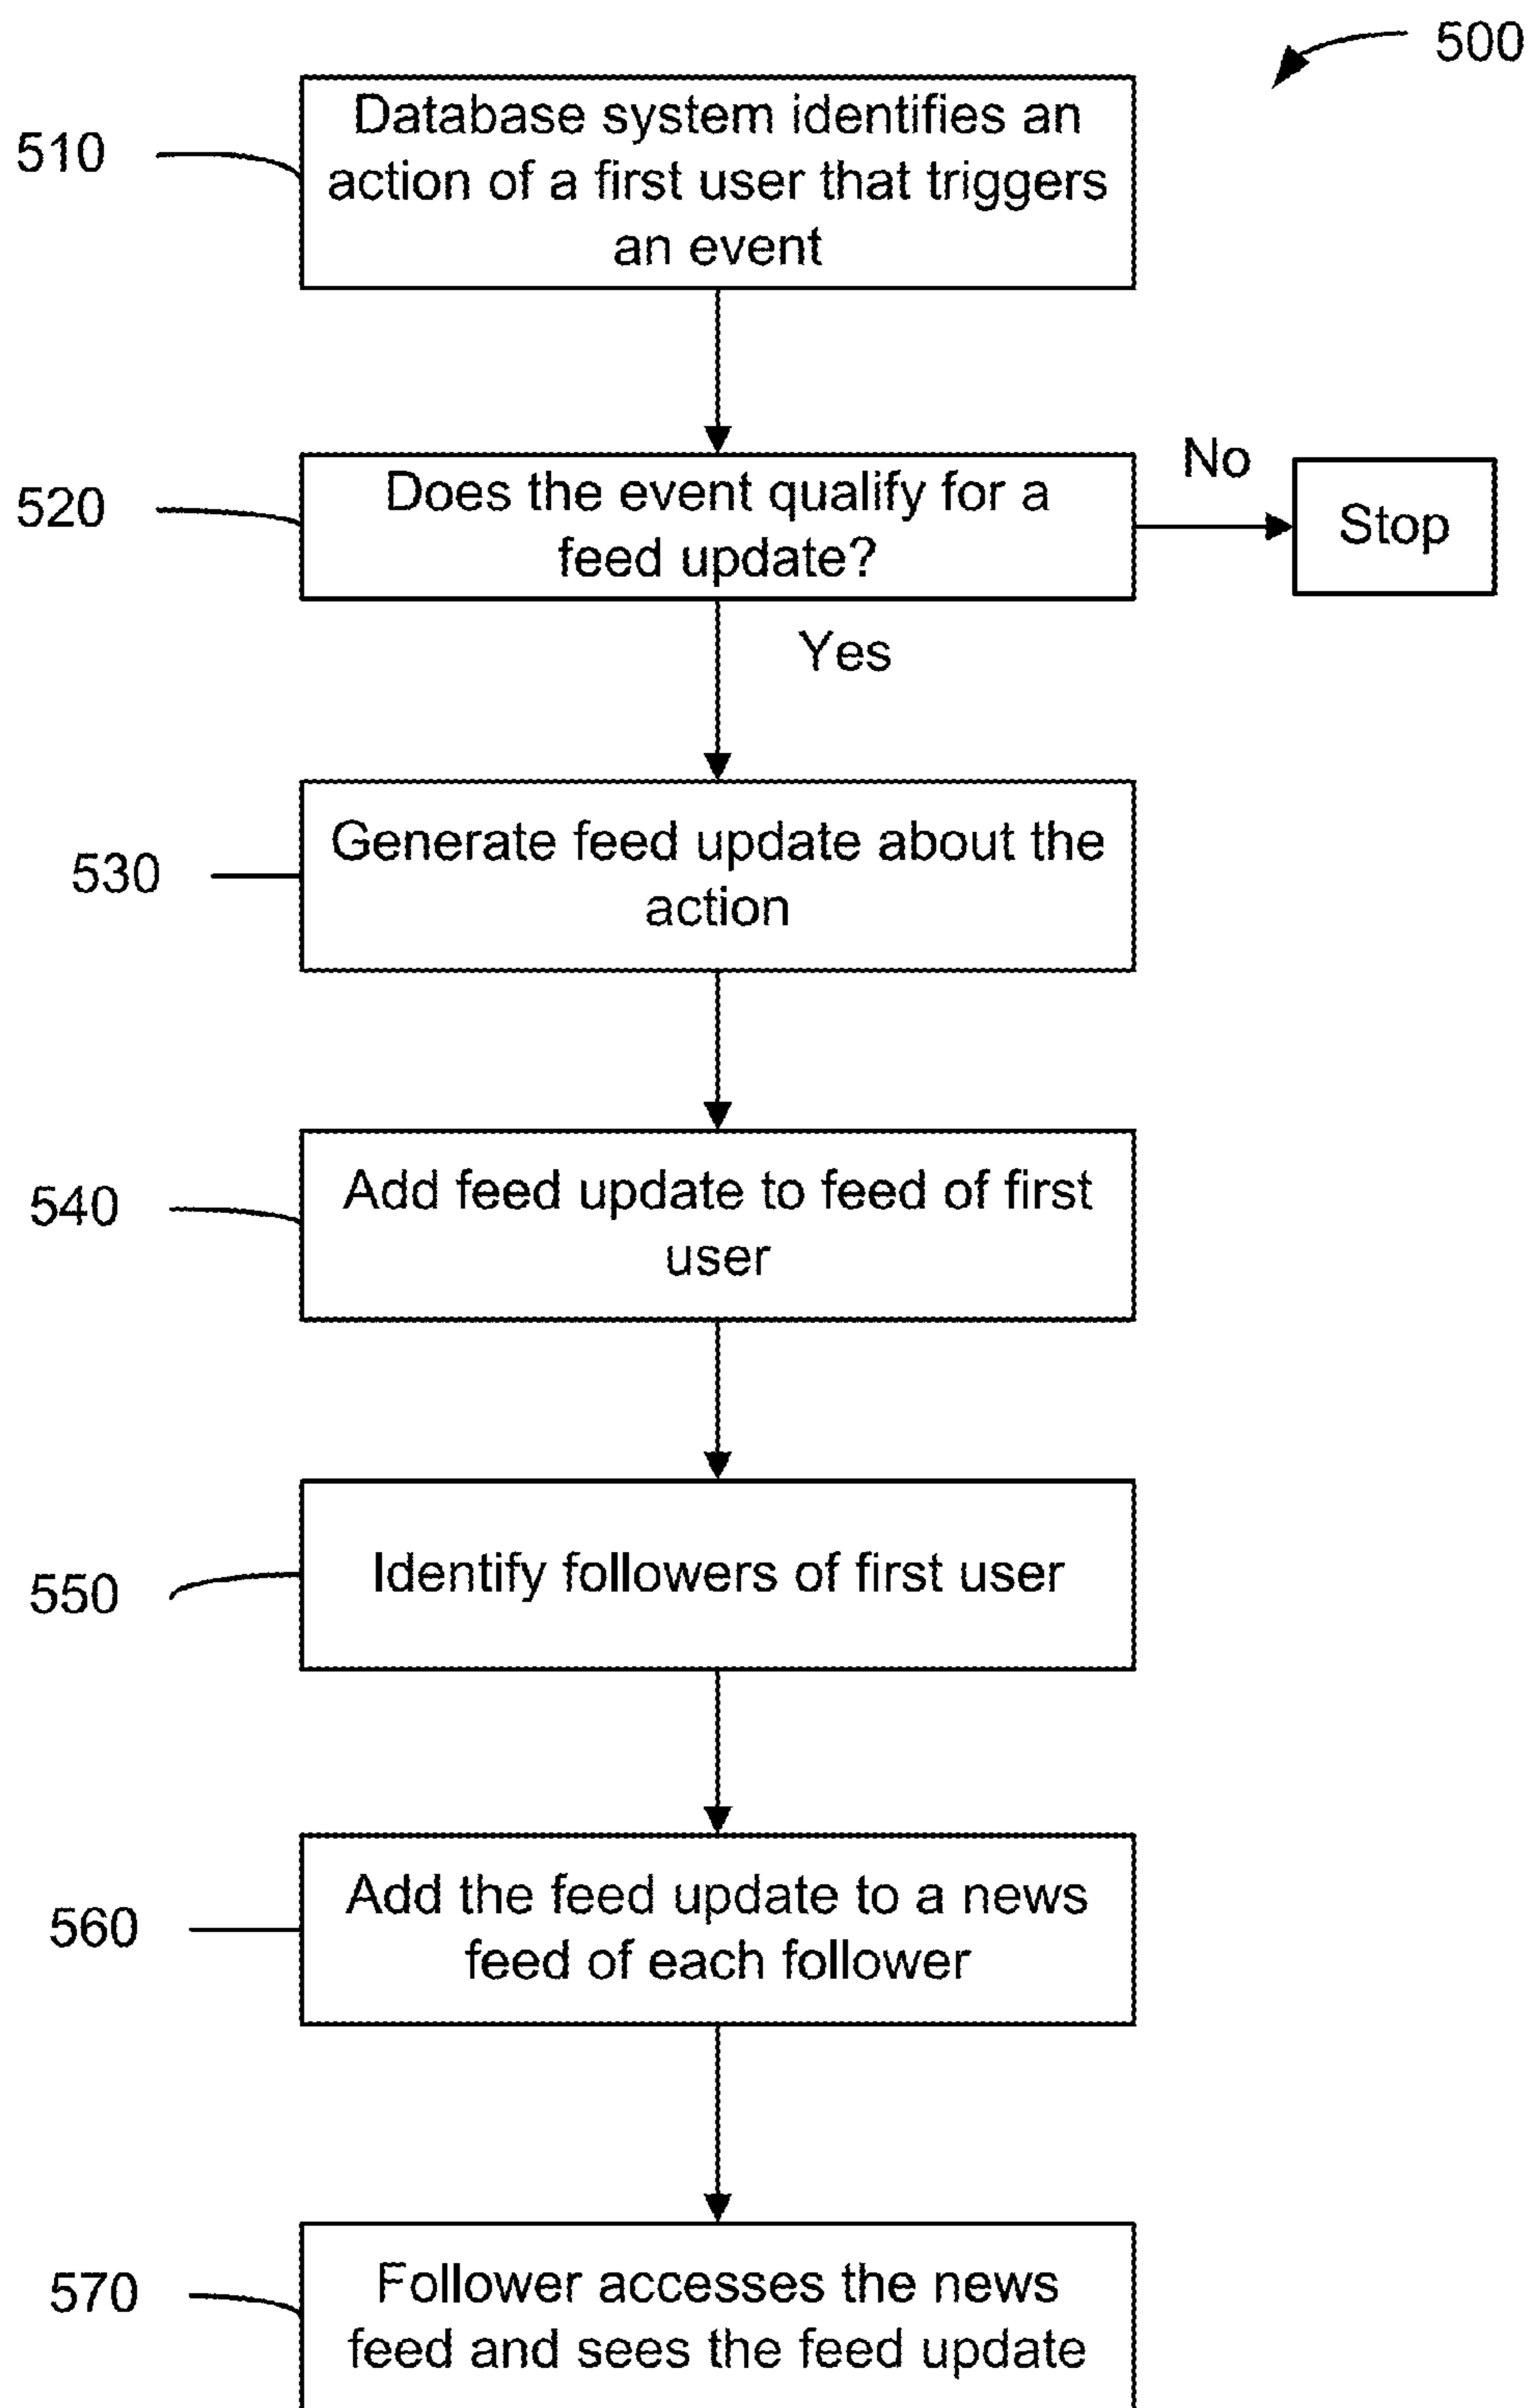 500
510
Database system identifies an
action of a first user that triggers
an event
520
Does the event qualify for a
feed update?
No
Stop
Yes
530
Generate feed update about the
action
540
Add feed update to feed of first
user
550
Identify followers of first user
560
Add the feed update to a news
feed of each follower
570
Follower accesses the news
feed and sees the feed update